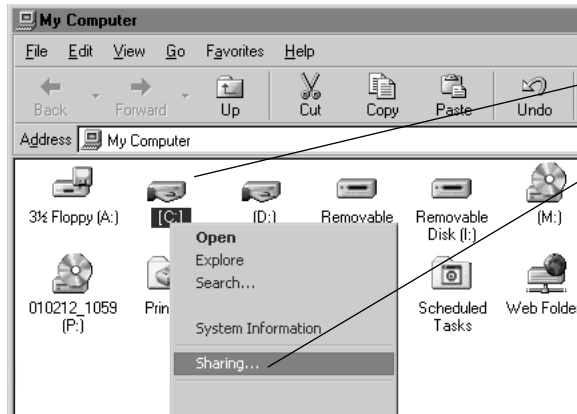 My Computer
File Edit View Go Favorites Help
Back Forward Up Cut Copy Paste Undo
Address My Computer
3½ Floppy (A:) [C:] (D:) Removable Removable (M:)
Disk (I:)
Open
Explore
Search...
010212_1059 Prin Scheduled Web Folde
(P:) Tasks
System Information
Sharing...